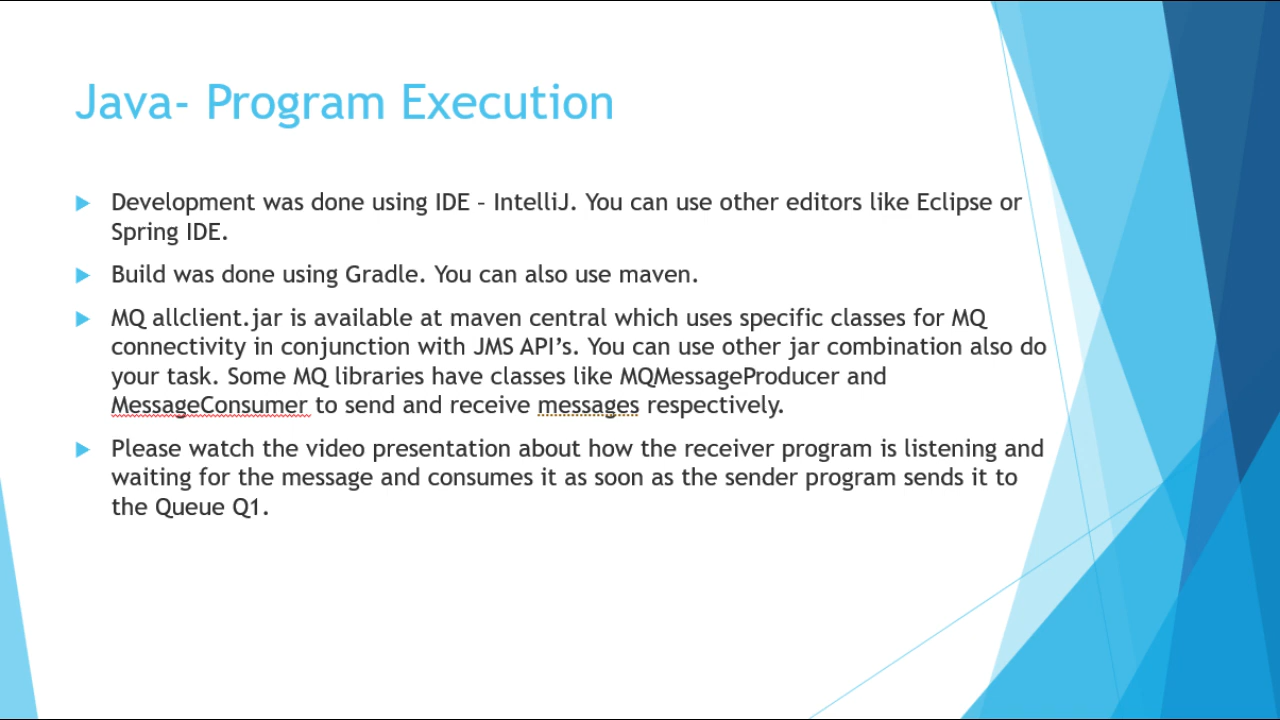 Java- Program Execution
Development was done using IDE – IntelliJ. You can use other editors like Eclipse or
Spring IDE.
Build was done using Gradle. You can also use maven.
MQ allclient.jar is available at maven central which uses specific classes for MQ
connectivity in conjunction with JMS API’s. You can use other jar combination also do
your task. Some MQ libraries have classes like MQMessageProducer and
MessageConsumer to send and receive messages respectively.
Please watch the video presentation about how the receiver program is listening and
waiting for the message and consumes it as soon as the sender program sends it to
the Queue Q1.